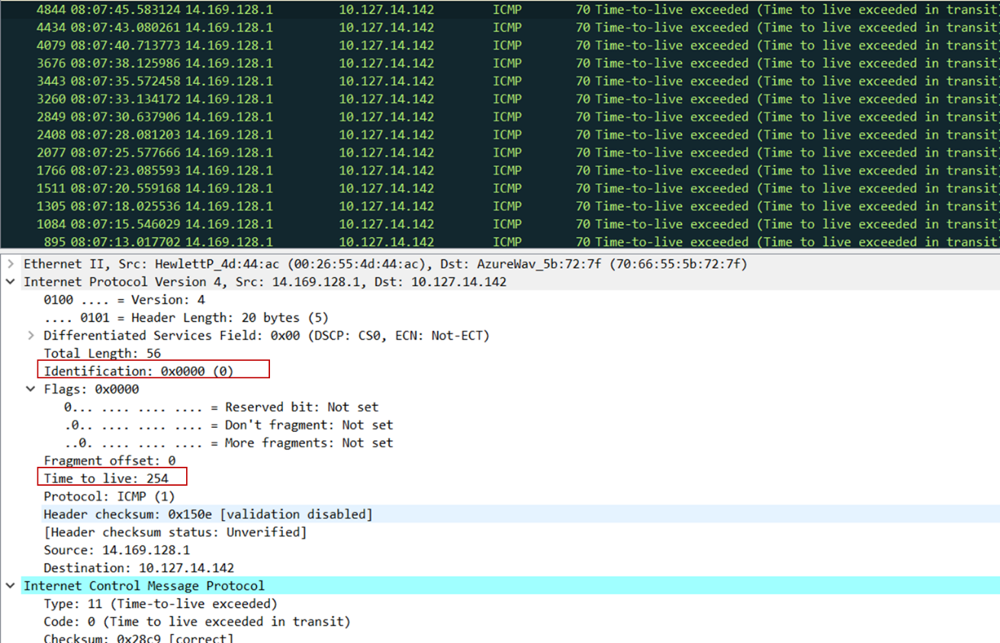 4844 08:07:45.583124 14.169.128.1 10.127.14.142 ICMP 70 Time-to-live exceeded (Time to live exceeded in transit
4434 08:07:43.080261 14.169.128.1 10.127.14.142 ICMP 70 Time-to-live exceeded (Time to live exceeded in transit
4079 08:07:40.713773 14.169.128.1 10.127.14.142 ICMP 70 Time-to-live exceeded (Time to live exceeded in transit
3676 08:07:38.125986 14.169.128.1 10.127.14.142 ICMP 70 Time-to-live exceeded (Time to live exceeded in transit
3443 08:07:35.572458 14.169.128.1 10.127.14.142 ICMP 70 Time-to-live exceeded (Time to live exceeded in transit
3260 08:07:33.134172 14.169.128.1 10.127.14.142 ICMP 70 Time-to-live exceeded (Time to live exceeded in transit
2849 08:07:30.637906 14.169.128.1 10.127.14.142 ICMP 70 Time-to-live exceeded (Time to live exceeded in transit
2408 08:07:28.081203 14.169.128.1 10.127.14.142 ICMP 70 Time-to-live exceeded (Time to live exceeded in transit
2077 08:07:25.577666 14.169.128.1 10.127.14.142 ICMP 70 Time-to-live exceeded (Time to live exceeded in transit
1766 08:07:23.085593 14.169.128.1 10.127.14.142 ICMP 70 Time-to-live exceeded (Time to live exceeded in transit
1511 08:07:20.559168 14.169.128.1 10.127.14.142 ICMP 70 Time-to-live exceeded (Time to live exceeded in transit
1305 08:07:18.025536 14.169.128.1 10.127.14.142 ICMP 70 Time-to-live exceeded (Time to live exceeded in transit
1084 08:07:15.546029 14.169.128.1 10.127.14.142 ICMP 70 Time-to-live exceeded (Time to live exceeded in transit
895 08:07:13.017702 14.169.128.1 10.127.14.142 ICMP 70 Time-to-live exceeded (Time to live exceeded in transit
Ethernet II, Src: HewlettP_4d:44:ac (00:26:55:4d:44:ac), Dst: AzureWav_5b:72:7f (70:66:55:5b:72:7f)
Internet Protocol Version 4, Src: 14.169.128.1, Dst: 10.127.14.142
0100 .... = Version: 4
.... 0101 = Header Length: 20 bytes (5)
Differentiated Services Field: 0x00 (DSCP: CS0, ECN: Not-ECT)
Total Length: 56
Identification: 0x0000 (0)
Flags: 0x0000
0... .... .... .... = Reserved bit: Not set
.0.. .... .... .... = Don't fragment: Not set
..0. .... .... .... = More fragments: Not set
Fragment offset: 0
Time to live: 254
Protocol: ICMP (1)
Header checksum: 0x150e [validation disabled]
[Header checksum status: Unverified]
Source: 14.169.128.1
Destination: 10.127.14.142
Internet Control Message Protocol
Type: 11 (Time-to-live exceeded)
Code: 0 (Time to live exceeded in transit)
Checksum: 0x28c9 [correct]